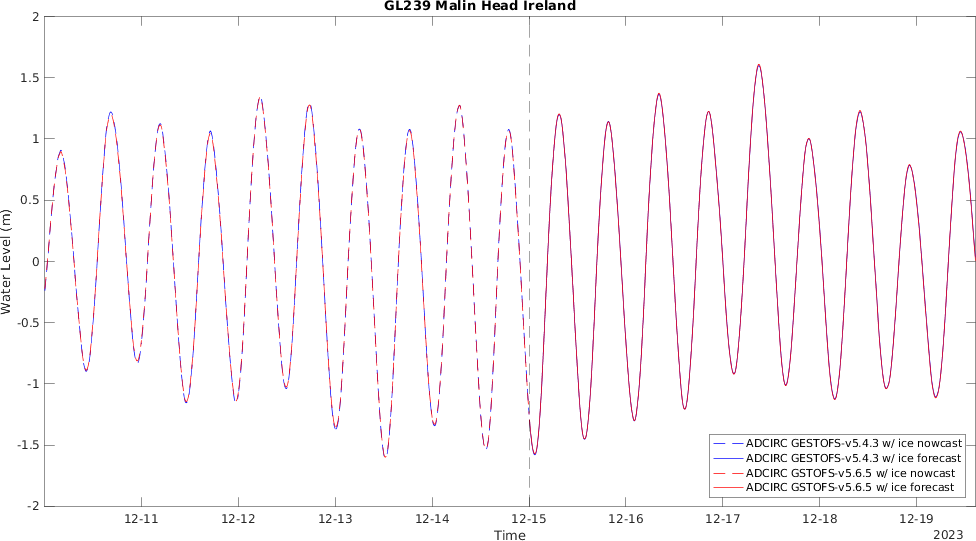 GL239 Malin Head Ireland
2
1.5
1
0.5
0
-0.5
-1
-1.5
-2
Water Level (m)
ADCIRC GESTOFS-v5.4.3 w/ ice nowcast
ADCIRC GESTOFS-v5.4.3 w/ ice forecast
ADCIRC GSTOFS-v5.6.5 w/ ice nowcast
ADCIRC GSTOFS-v5.6.5 w/ ice forecast
12-11 12-12 12-13 12-14 12-15 12-16 12-17 12-18 12-19
Time
2023